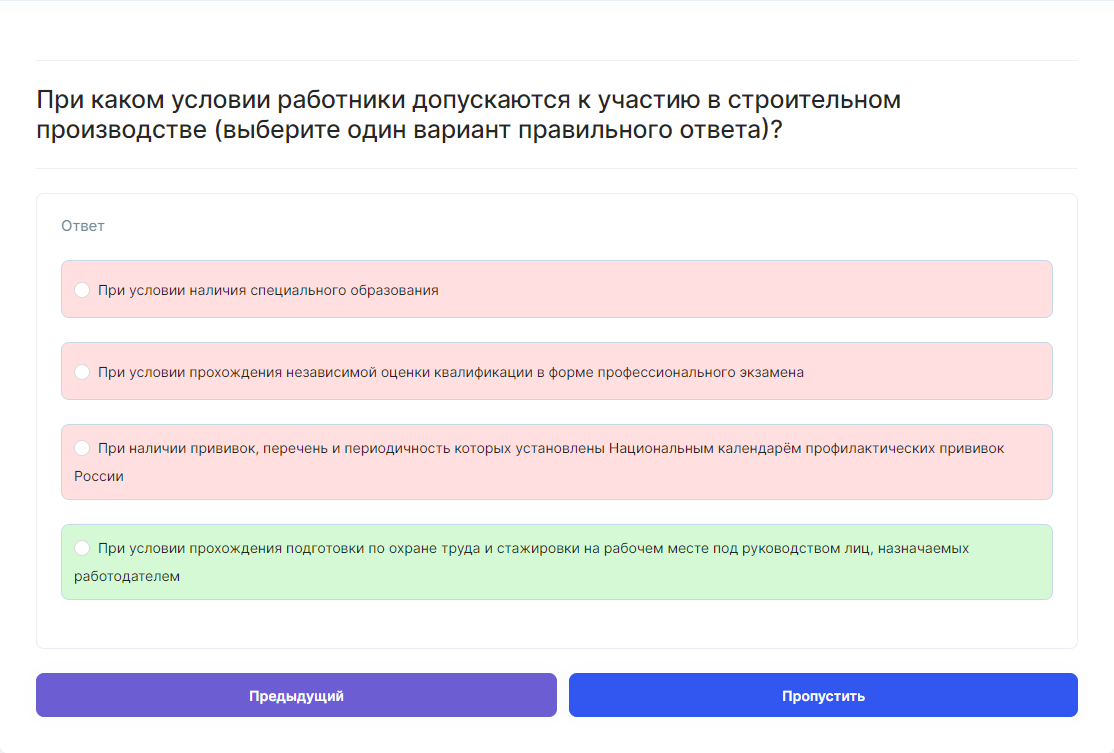 При каком условии работники допускаются к участию в строительном
производстве (выберите один вариант правильного ответа)?
Ответ
При условии наличия специального образования
При условии прохождения независимой оценки квалификации в форме профессионального экзамена
При наличии прививок, перечень и периодичность которых установлены Национальным календарём профилактических прививок
России
При условии прохождения подготовки по охране труда и стажировки на рабочем месте под руководством лиц, назначаемых
работодателем
Предыдущий
Пропустить